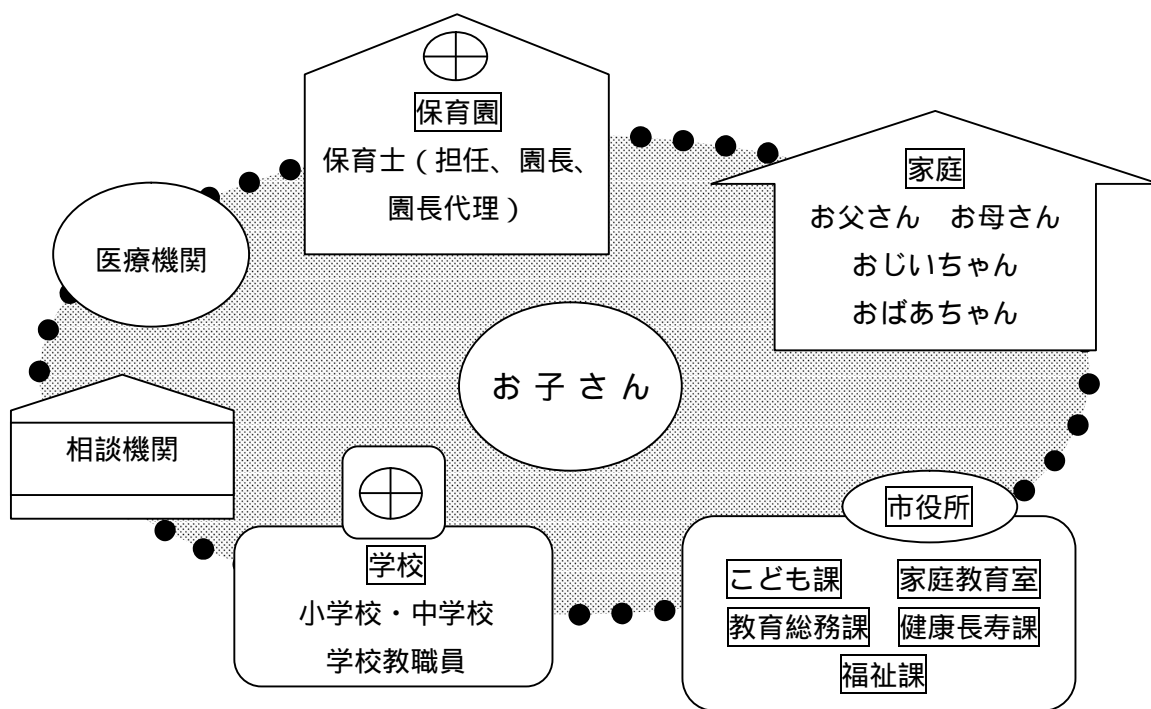 保育園
保育士（担任、園長、
園長代理）
家庭
お父さん　お母さん
おじいちゃん
おばあちゃん
医療機関
お子さん
相談機関
学校
小学校・中学校
学校教職員
市役所
こども課　家庭教育室
教育総務課　健康長寿課
福祉課